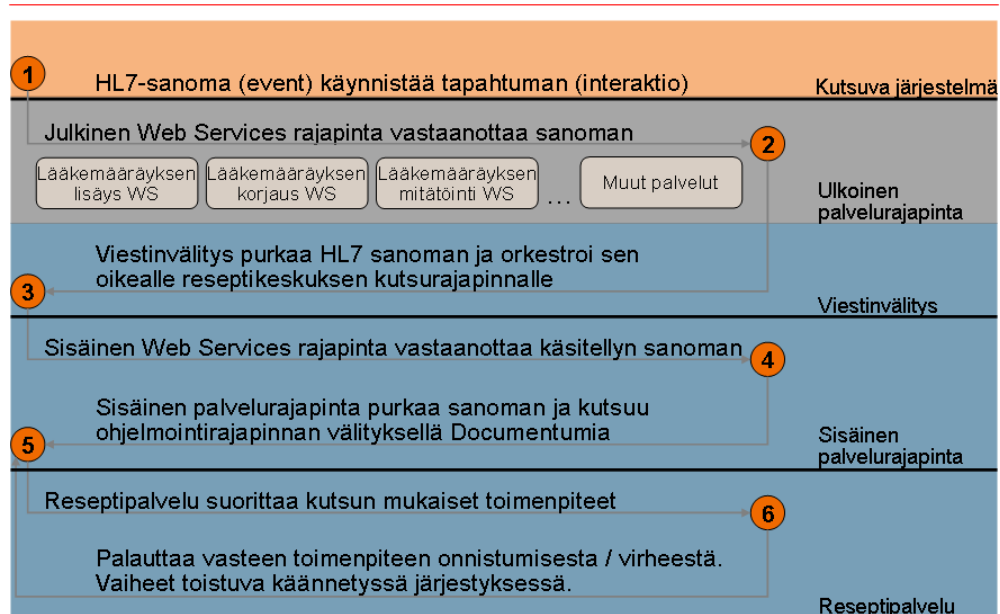 1
HL7-sanoma (event) käynnistää tapahtuman (interaktio)
Kutsuva järjestelmä
Julkinen Web Services rajapinta vastaanottaa sanoman
2
Lääkemääräyksen
lisäys WS
Lääkemääräyksen
korjaus WS
Lääkemääräyksen
mitätöinti WS
...
Muut palvelut
Ulkoinen
palvelurajapinta
Viestinvälitys purkaa HL7 sanoman ja orkestroi sen
oikealle reseptikeskuksen kutsurajapinnalle
3
Viestinvälitys
Sisäinen Web Services rajapinta vastaanottaa käsitellyn sanoman
4
Sisäinen palvelurajapinta purkaa sanoman ja kutsuu
ohjelmointirajapinnan välityksellä Documentumia
5
Sisäinen
palvelurajapinta
Reseptipalvelu suorittaa kutsun mukaiset toimenpiteet
6
Palauttaa vasteen toimenpiteen onnistumisesta / virheestä.
Vaiheet toistuva käännetyssä järjestyksessä.
Reseptipalvelu